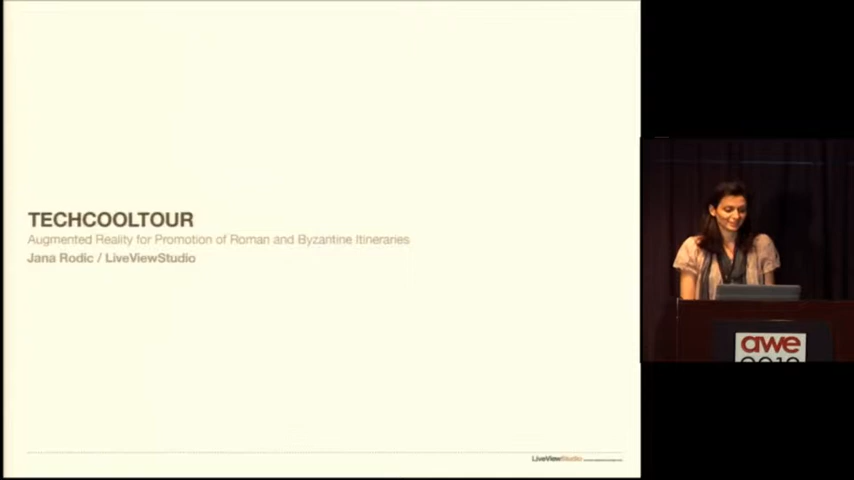 TECHCOOLTOUR
Augmented Reality for Promotion of Roman and Byzantine Itineraries
Jana Rodic / LiveViewStudio
LiveViewStudio
awe